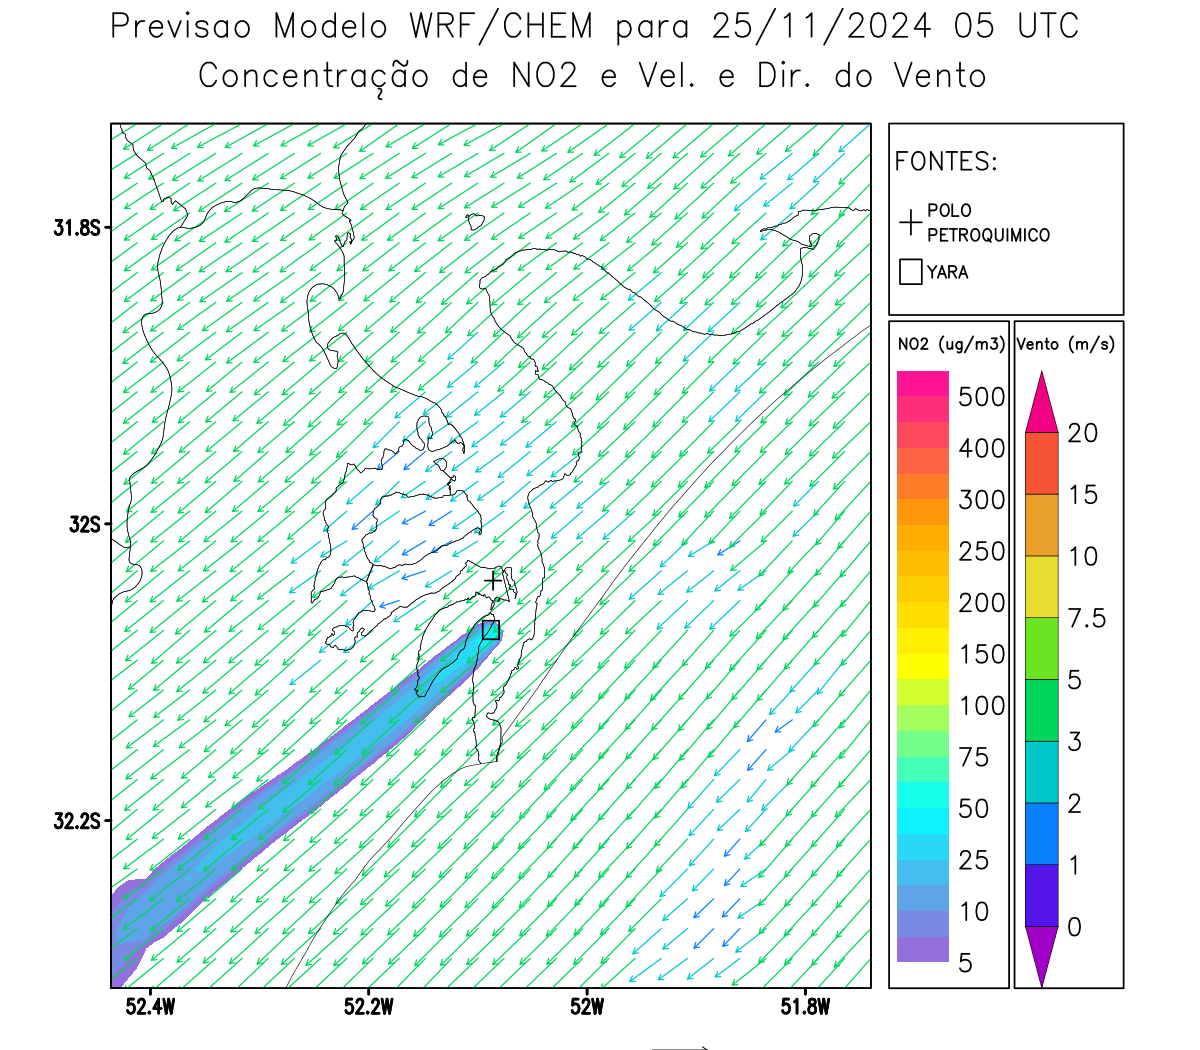 Previsao Modelo WRF/CHEM para 25/11/2024 05 UTC
Concentração de NO2 e Vel. e Dir. do Vento
FONTES:
POLO
PETROQUIMICO
YARA
NO2 (ug/m3)
500
400
300
250
200
150
100
75
50
25
10
5
Vento (m/s)
20
15
10
7.5
5
3
2
1
0
31.8S
32S
32.2S
52.4W
52.2W
52W
51.8W